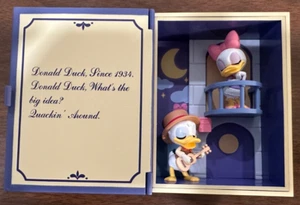 Donald Duck, Since 1934.
Donald Duck, What's the
big idea?
Quackin' Around.